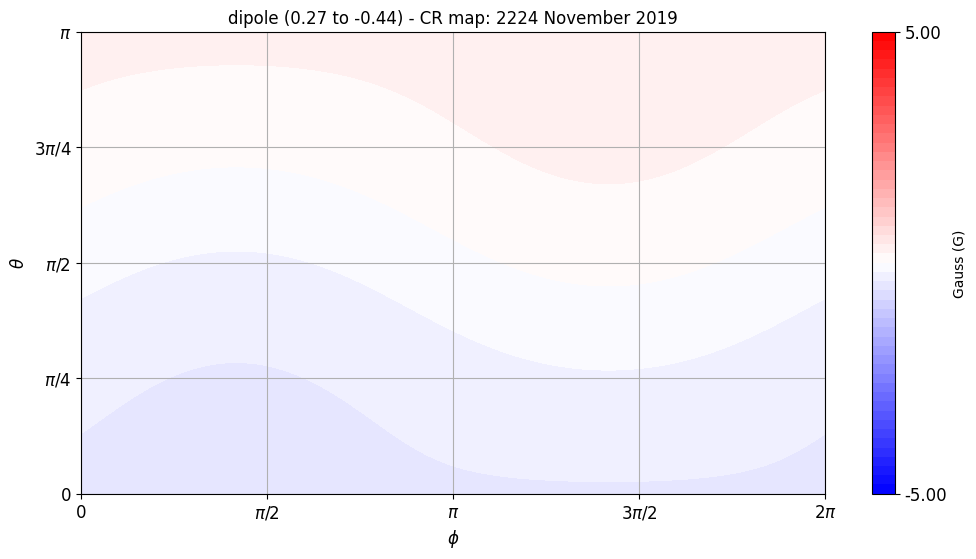 dipole (0.27 to -0.44) - CR map: 2224 November 2019
π
3π/4
π/2
π/4
0
θ
0
π/2
π
3π/2
2π
ϕ
5.00
-5.00
Gauss (G)